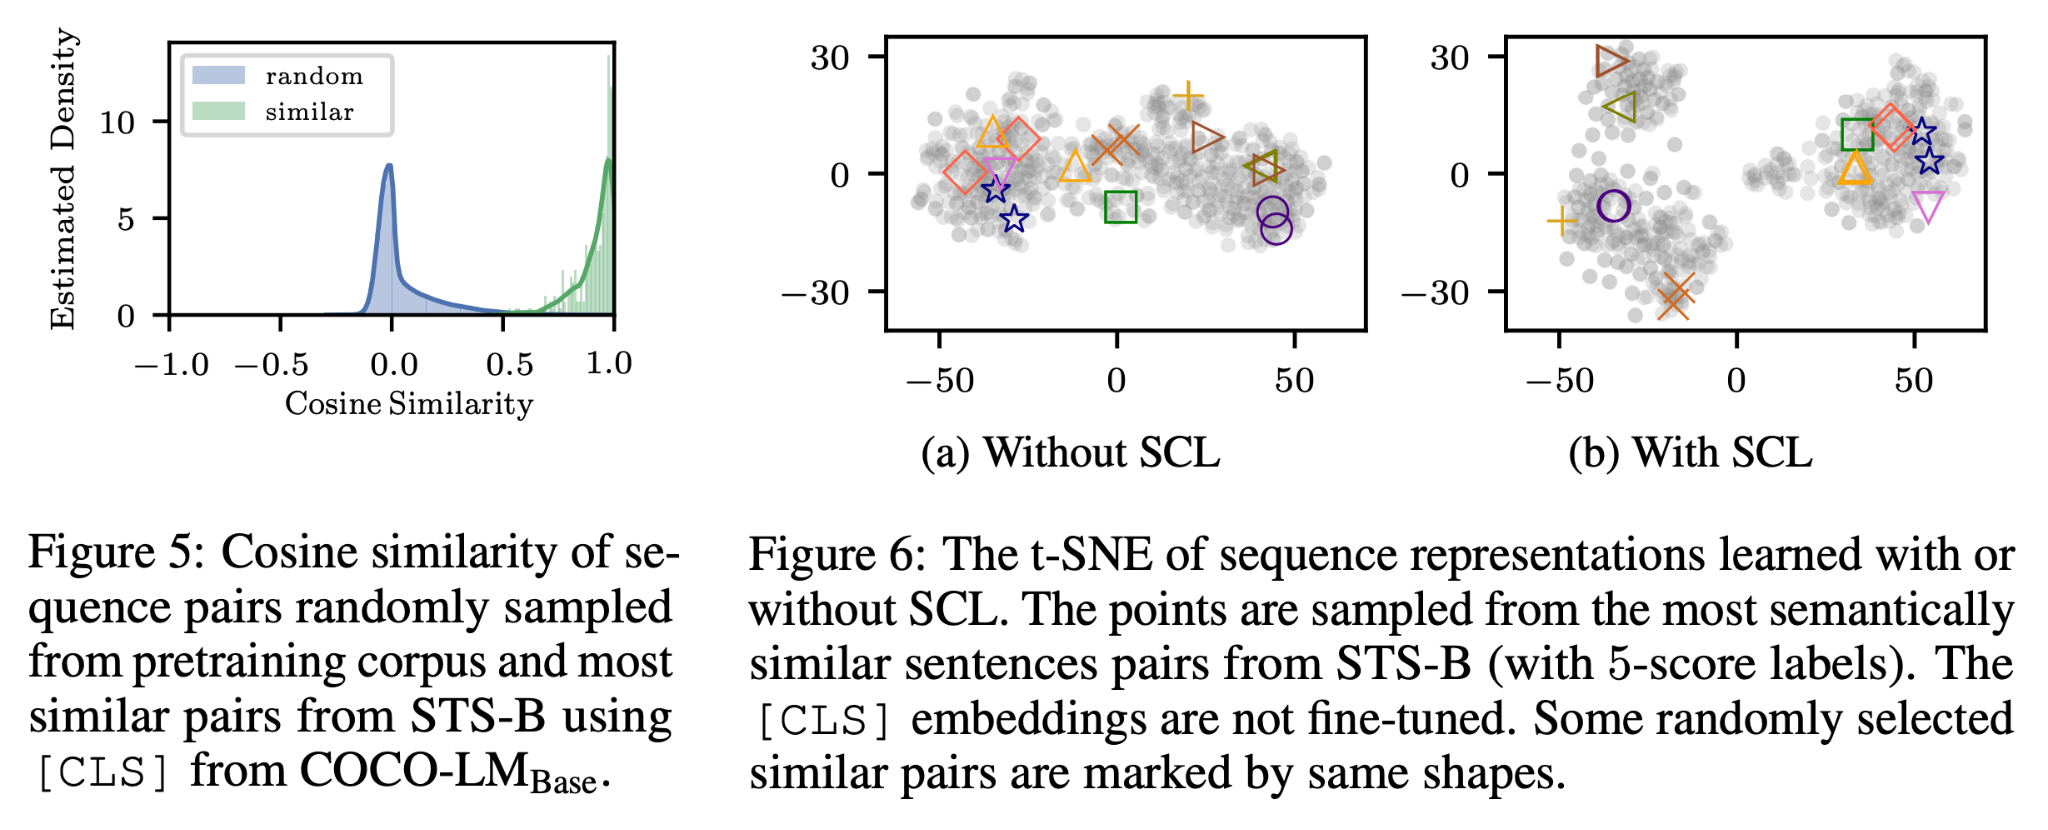 Estimated Density
10
5
0
random
similar
−1.0 −0.5 0.0 0.5 1.0
Cosine Similarity
Figure 5: Cosine similarity of se-
quence pairs randomly sampled
from pretraining corpus and most
similar pairs from STS-B using
[CLS] from COCO-LMBase.
30
0
−30
−50 0 50
(a) Without SCL
30
0
−30
−50 0 50
(b) With SCL
Figure 6: The t-SNE of sequence representations learned with or
without SCL. The points are sampled from the most semantically
similar sentences pairs from STS-B (with 5-score labels). The
[CLS] embeddings are not fine-tuned. Some randomly selected
similar pairs are marked by same shapes.